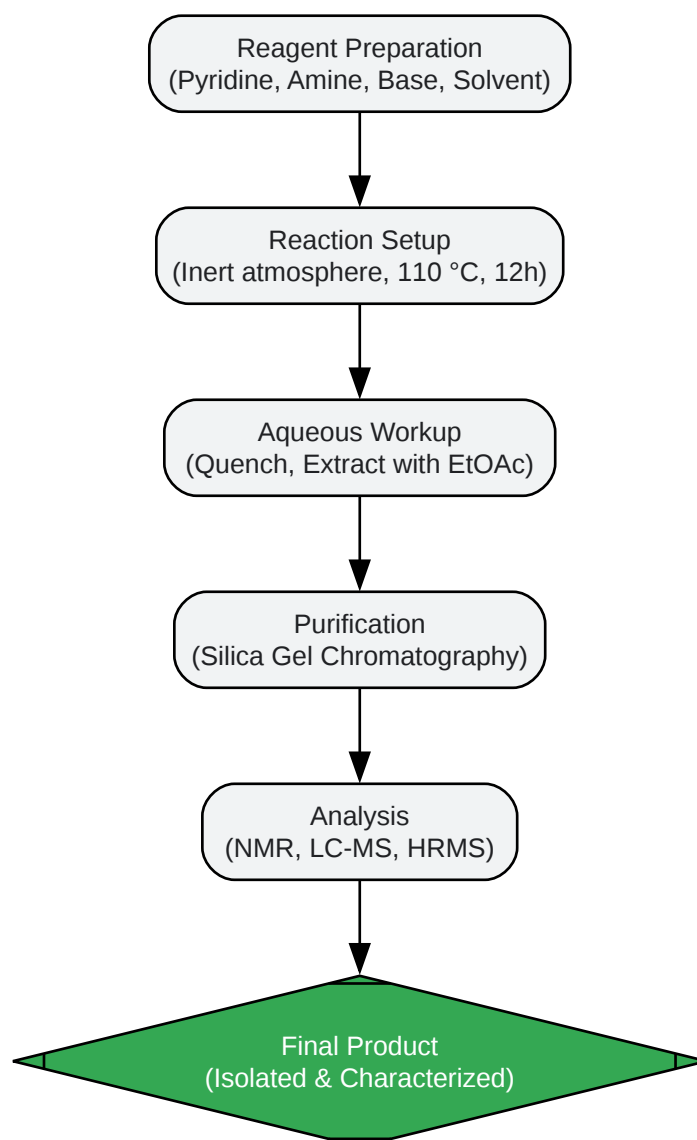 Reagent Preparation
(Pyridine, Amine, Base, Solvent)
Reaction Setup
(Inert atmosphere, 110 °C, 12h)
Aqueous Workup
(Quench, Extract with EtOAc)
Purification
(Silica Gel Chromatography)
Analysis
(NMR, LC-MS, HRMS)
Final Product
(Isolated & Characterized)